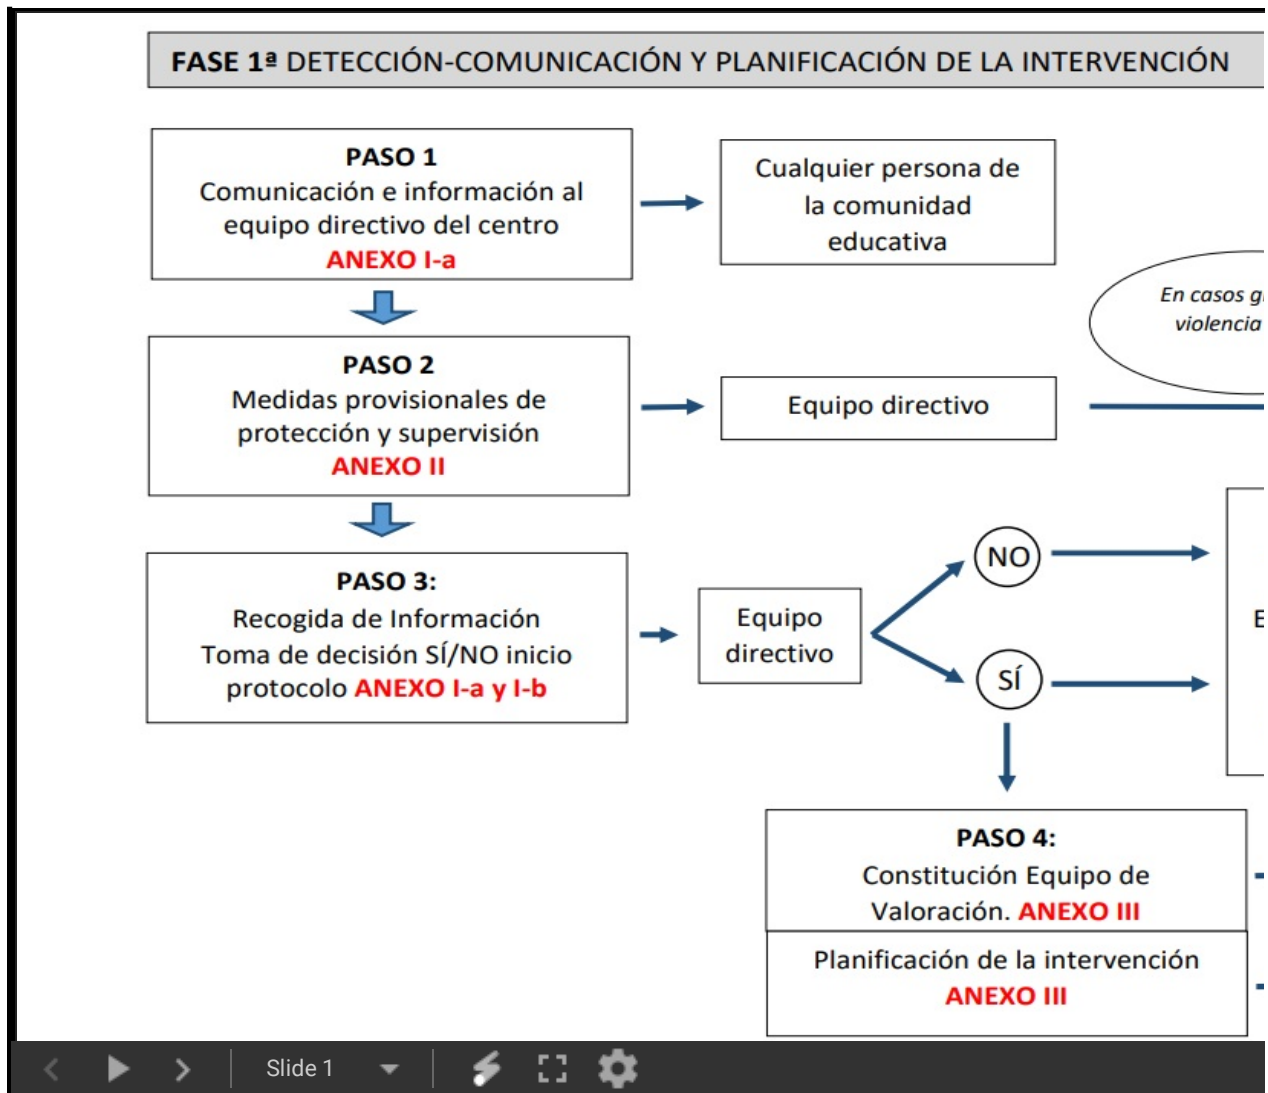 FASE 1ª DETECCIÓN-COMUNICACIÓN Y PLANIFICACIÓN DE LA INTERVENCIÓN
PASO 1
Comunicación e información al
equipo directivo del centro
ANEXO I-a
Cualquier persona de
la comunidad
educativa
En casos
violencia
PASO 2
Medidas provisionales de
protección y supervisión
ANEXO II
Equipo directivo
PASO 3:
Recogida de Información
Toma de decisión SÍ/NO inicio
protocolo ANEXO I-a y I-b
Equipo
directivo
NO
SÍ
PASO 4:
Constitución Equipo de
Valoración. ANEXO III
Planificación de la intervención
ANEXO III
Slide 1